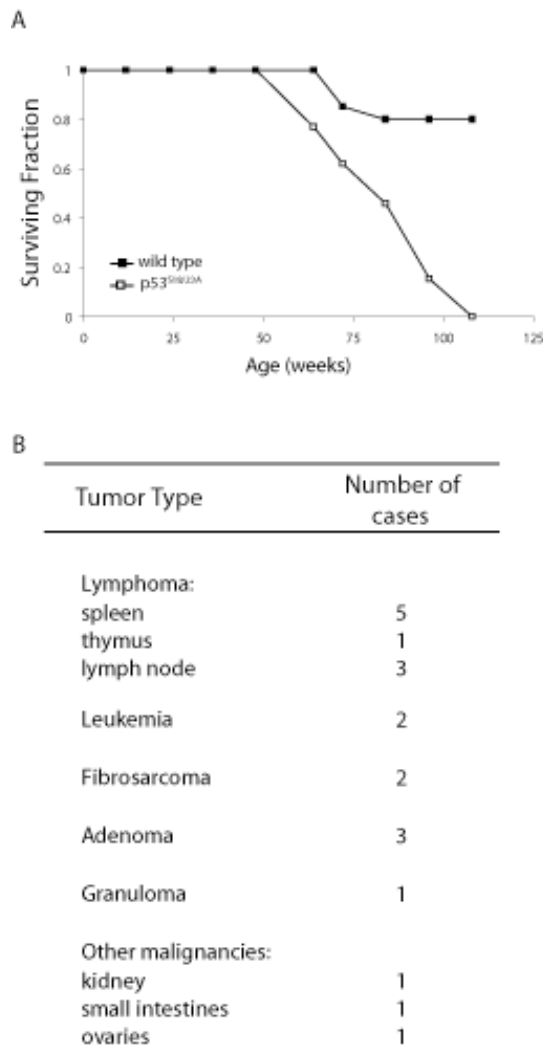 A
Surviving Fraction
1
0.8
0.6
0.4
0.2
0
wild type
0 25 50 75 100 125
Age (weeks)
B
Tumor Type Number of cases
Lymphoma:
spleen 5
thymus 1
lymph node 3
Leukemia 2
Fibrosarcoma 2
Adenoma 3
Granuloma 1
Other malignancies:
kidney 1
small intestines 1
ovaries 1